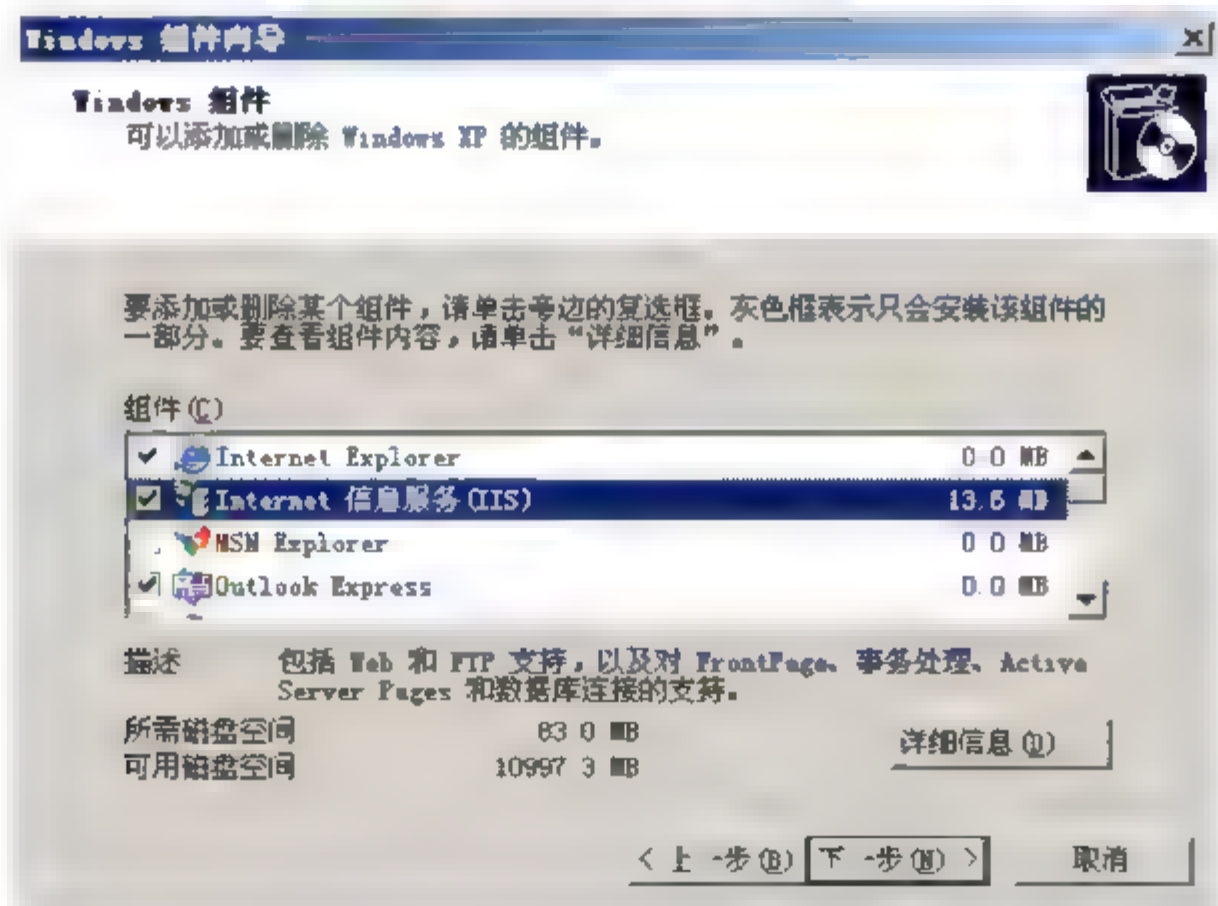 Windows 组件向导
Windows 组件
可以添加或删除 Windows XP 的组件。
要添加或删除某个组件，请单击旁边的复选框。灰色框表示只会安装该组件的
一部分。要查看组件内容，请单击“详细信息”。
组件(C)
Internet Explorer 0.0 MB
Internet 信息服务(IIS) 13.5 MB
MSN Explorer 0.0 MB
Outlook Express 0.0 MB
描述 包括 Web 和 FTP 支持，以及对 FrontPage、事务处理、Active
Server Pages 和数据库连接的支持。
所需磁盘空间 83.0 MB
可用磁盘空间 10997.3 MB
详细信息(D)
< 上一步(B) 下一步(N) > 取消